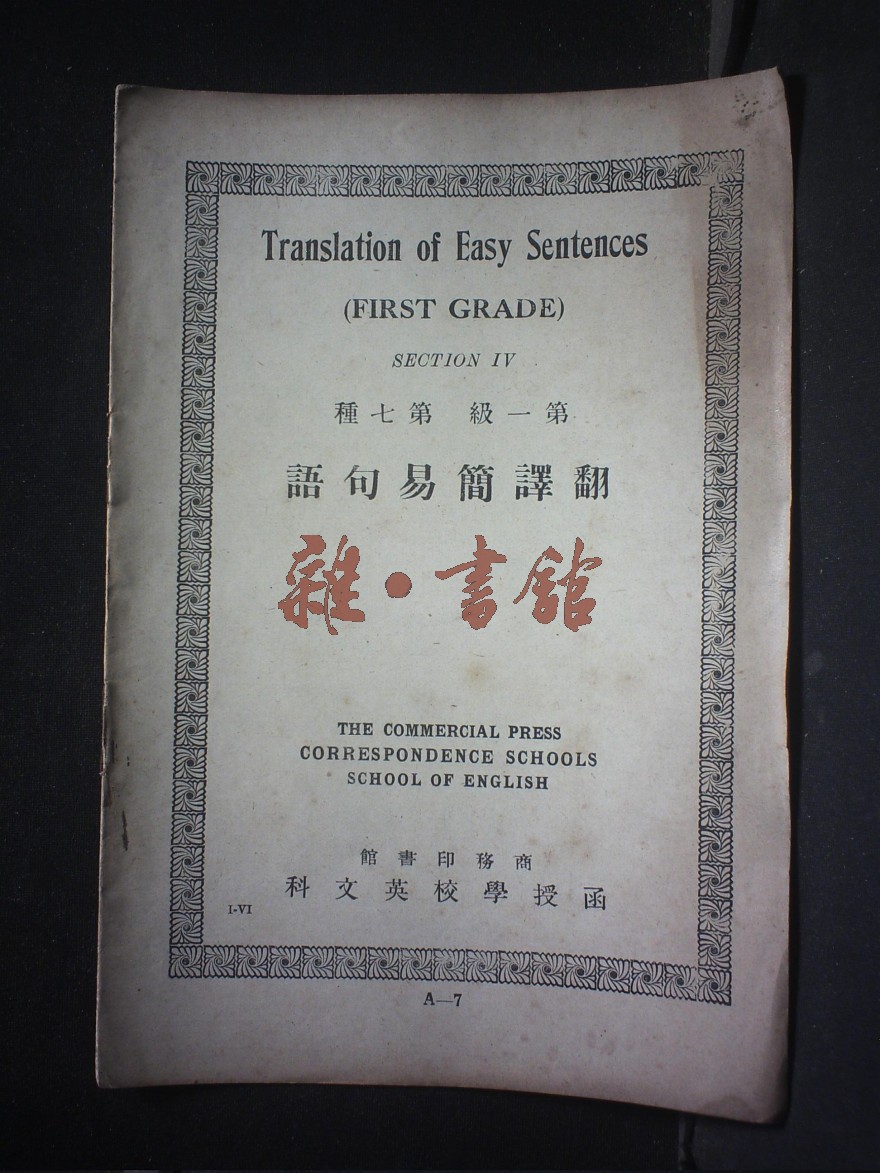 Translation of Easy Sentences
(FIRST GRADE)
SECTION IV
第一級 第七種
翻譯簡易句語
雜•書館
THE COMMERCIAL PRESS
CORRESPONDENCE SCHOOLS
SCHOOL OF ENGLISH
商務印書館
函授學校英文科
I-VI
A—7